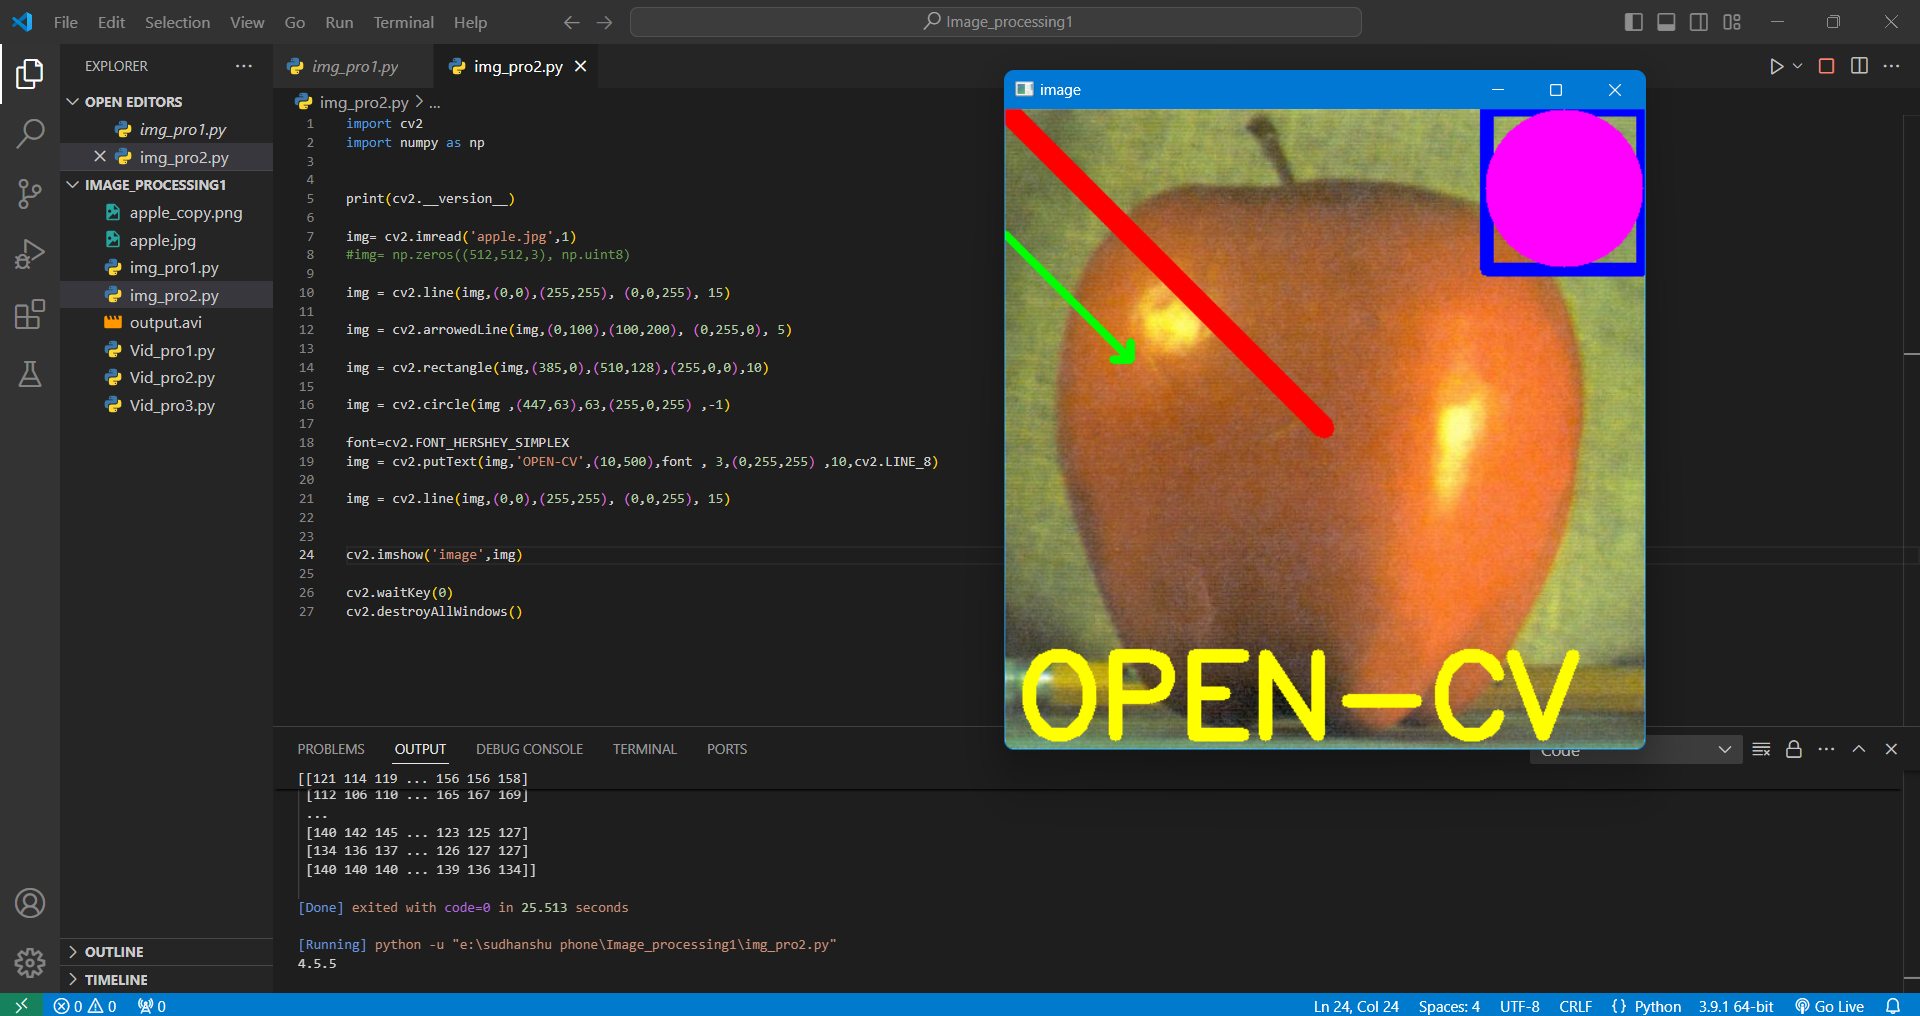 File Edit Selection View Go Run Terminal Help
Image_processing1
EXPLORER
OPEN EDITORS
img_pro1.py
img_pro2.py
IMAGE_PROCESSING1
apple_copy.png
apple.jpg
img_pro1.py
img_pro2.py
output.avi
Vid_pro1.py
Vid_pro2.py
Vid_pro3.py
OUTLINE
TIMELINE
img_pro1.py img_pro2.py
img_pro2.py > ...
1 import cv2
2 import numpy as np
3
4
5 print(cv2.__version__)
6
7 img= cv2.imread('apple.jpg',1)
8 #img= np.zeros((512,512,3), np.uint8)
9
10 img = cv2.line(img,(0,0),(255,255), (0,0,255), 15)
11
12 img = cv2.arrowedLine(img,(0,100),(100,200), (0,255,0), 5)
13
14 img = cv2.rectangle(img,(385,0),(510,128),(255,0,0),10)
15
16 img = cv2.circle(img ,(447,63),63,(255,0,255) ,-1)
17
18 font=cv2.FONT_HERSHEY_SIMPLEX
19 img = cv2.putText(img,'OPEN-CV',(10,500),font , 3,(0,255,255) ,10,cv2.LINE_8)
20
21 img = cv2.line(img,(0,0),(255,255), (0,0,255), 15)
22
23
24 cv2.imshow('image',img)
25
26 cv2.waitKey(0)
27 cv2.destroyAllWindows()
image
OPEN-CV
PROBLEMS OUTPUT DEBUG CONSOLE TERMINAL PORTS
Code
[[121 114 119 ... 156 156 158]
[112 106 110 ... 165 167 169]
...
[140 142 145 ... 123 125 127]
[134 136 137 ... 126 127 127]
[140 140 140 ... 139 136 134]]
[Done] exited with code=0 in 25.513 seconds
[Running] python -u "e:\sudhanshu phone\Image_processing1\img_pro2.py"
4.5.5
0 0 0 Ln 24, Col 24 Spaces: 4 UTF-8 CRLF {} Python 3.9.1 64-bit Go Live